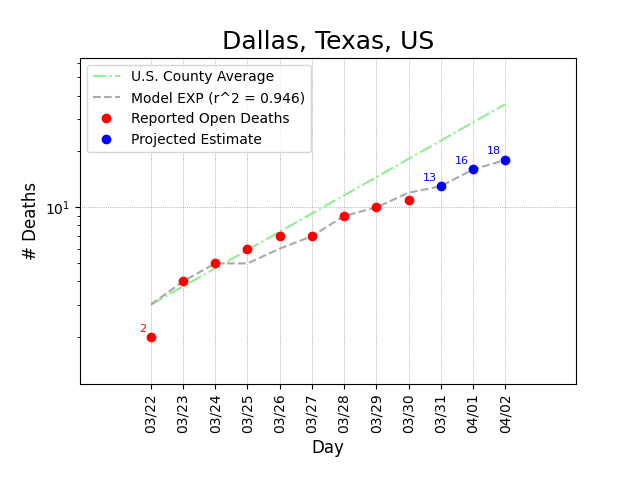 Dallas, Texas, US
U.S. County Average
Model EXP (r^2 = 0.946)
Reported Open Deaths
Projected Estimate
18
16
13
10^1
2
# Deaths
03/22
03/23
03/24
03/25
03/26
03/27
03/28
03/29
03/30
03/31
04/01
04/02
Day